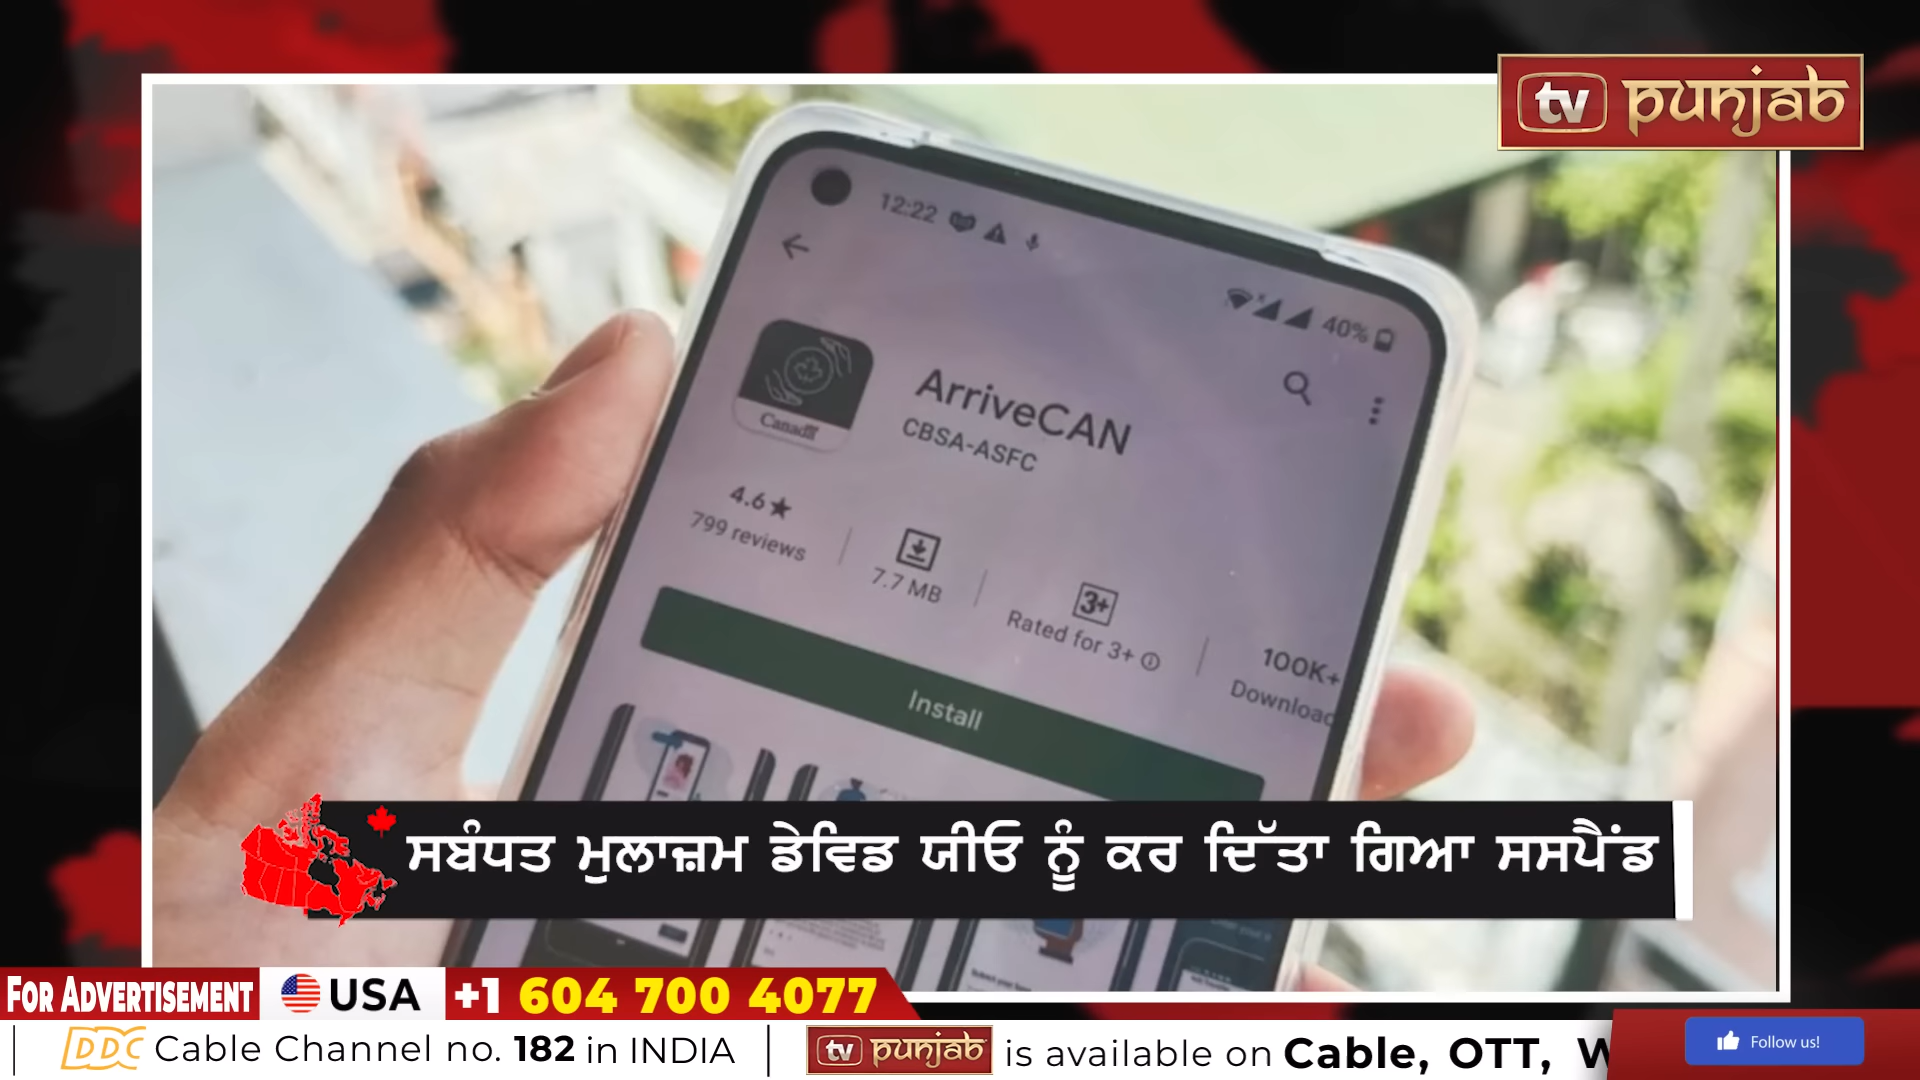 tv punjab
12:22
40%
ArriveCAN
CBSA-ASFC
Canada
4.6★
799 reviews
7.7 MB
3+
Rated for 3+
100K+
Download
Install
ਸਬੰਧਤ ਮੁਲਾਜ਼ਮ ਡੇਵਿਡ ਯੀਓ ਨੂੰ ਕਰ ਦਿੱਤਾ ਗਿਆ ਸਸਪੈਂਡ
FOR ADVERTISEMENT USA +1 604 700 4077
DDC Cable Channel no. 182 in INDIA | tv punjab is available on Cable, OTT, W
Follow us!